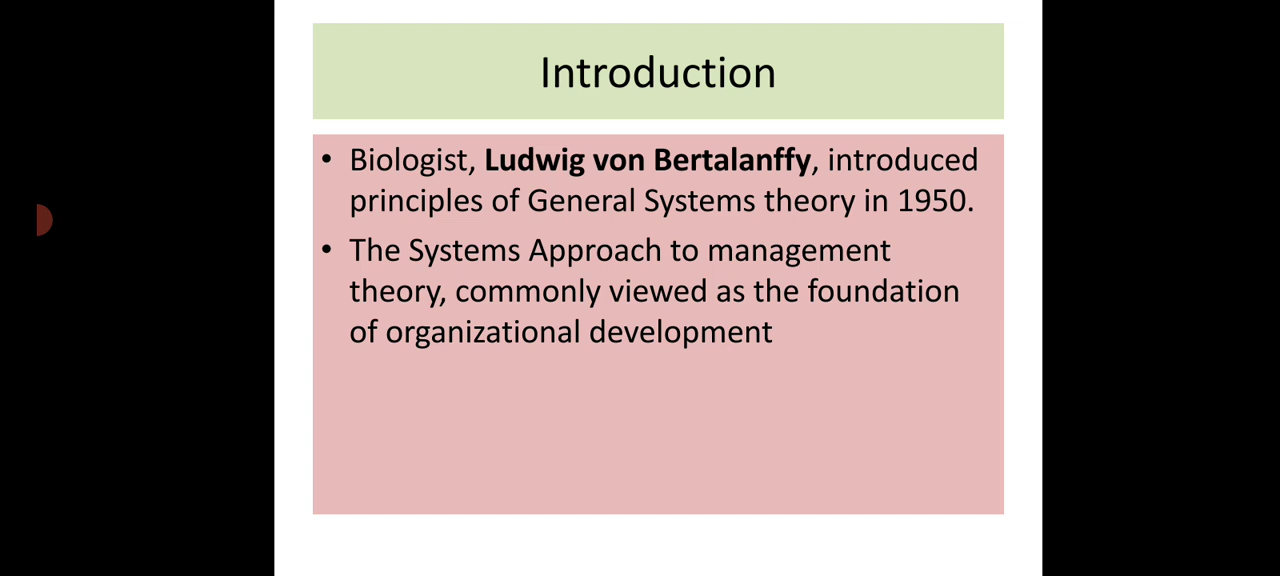 Introduction
• Biologist, Ludwig von Bertalanffy, introduced
principles of General Systems theory in 1950.
• The Systems Approach to management
theory, commonly viewed as the foundation
of organizational development